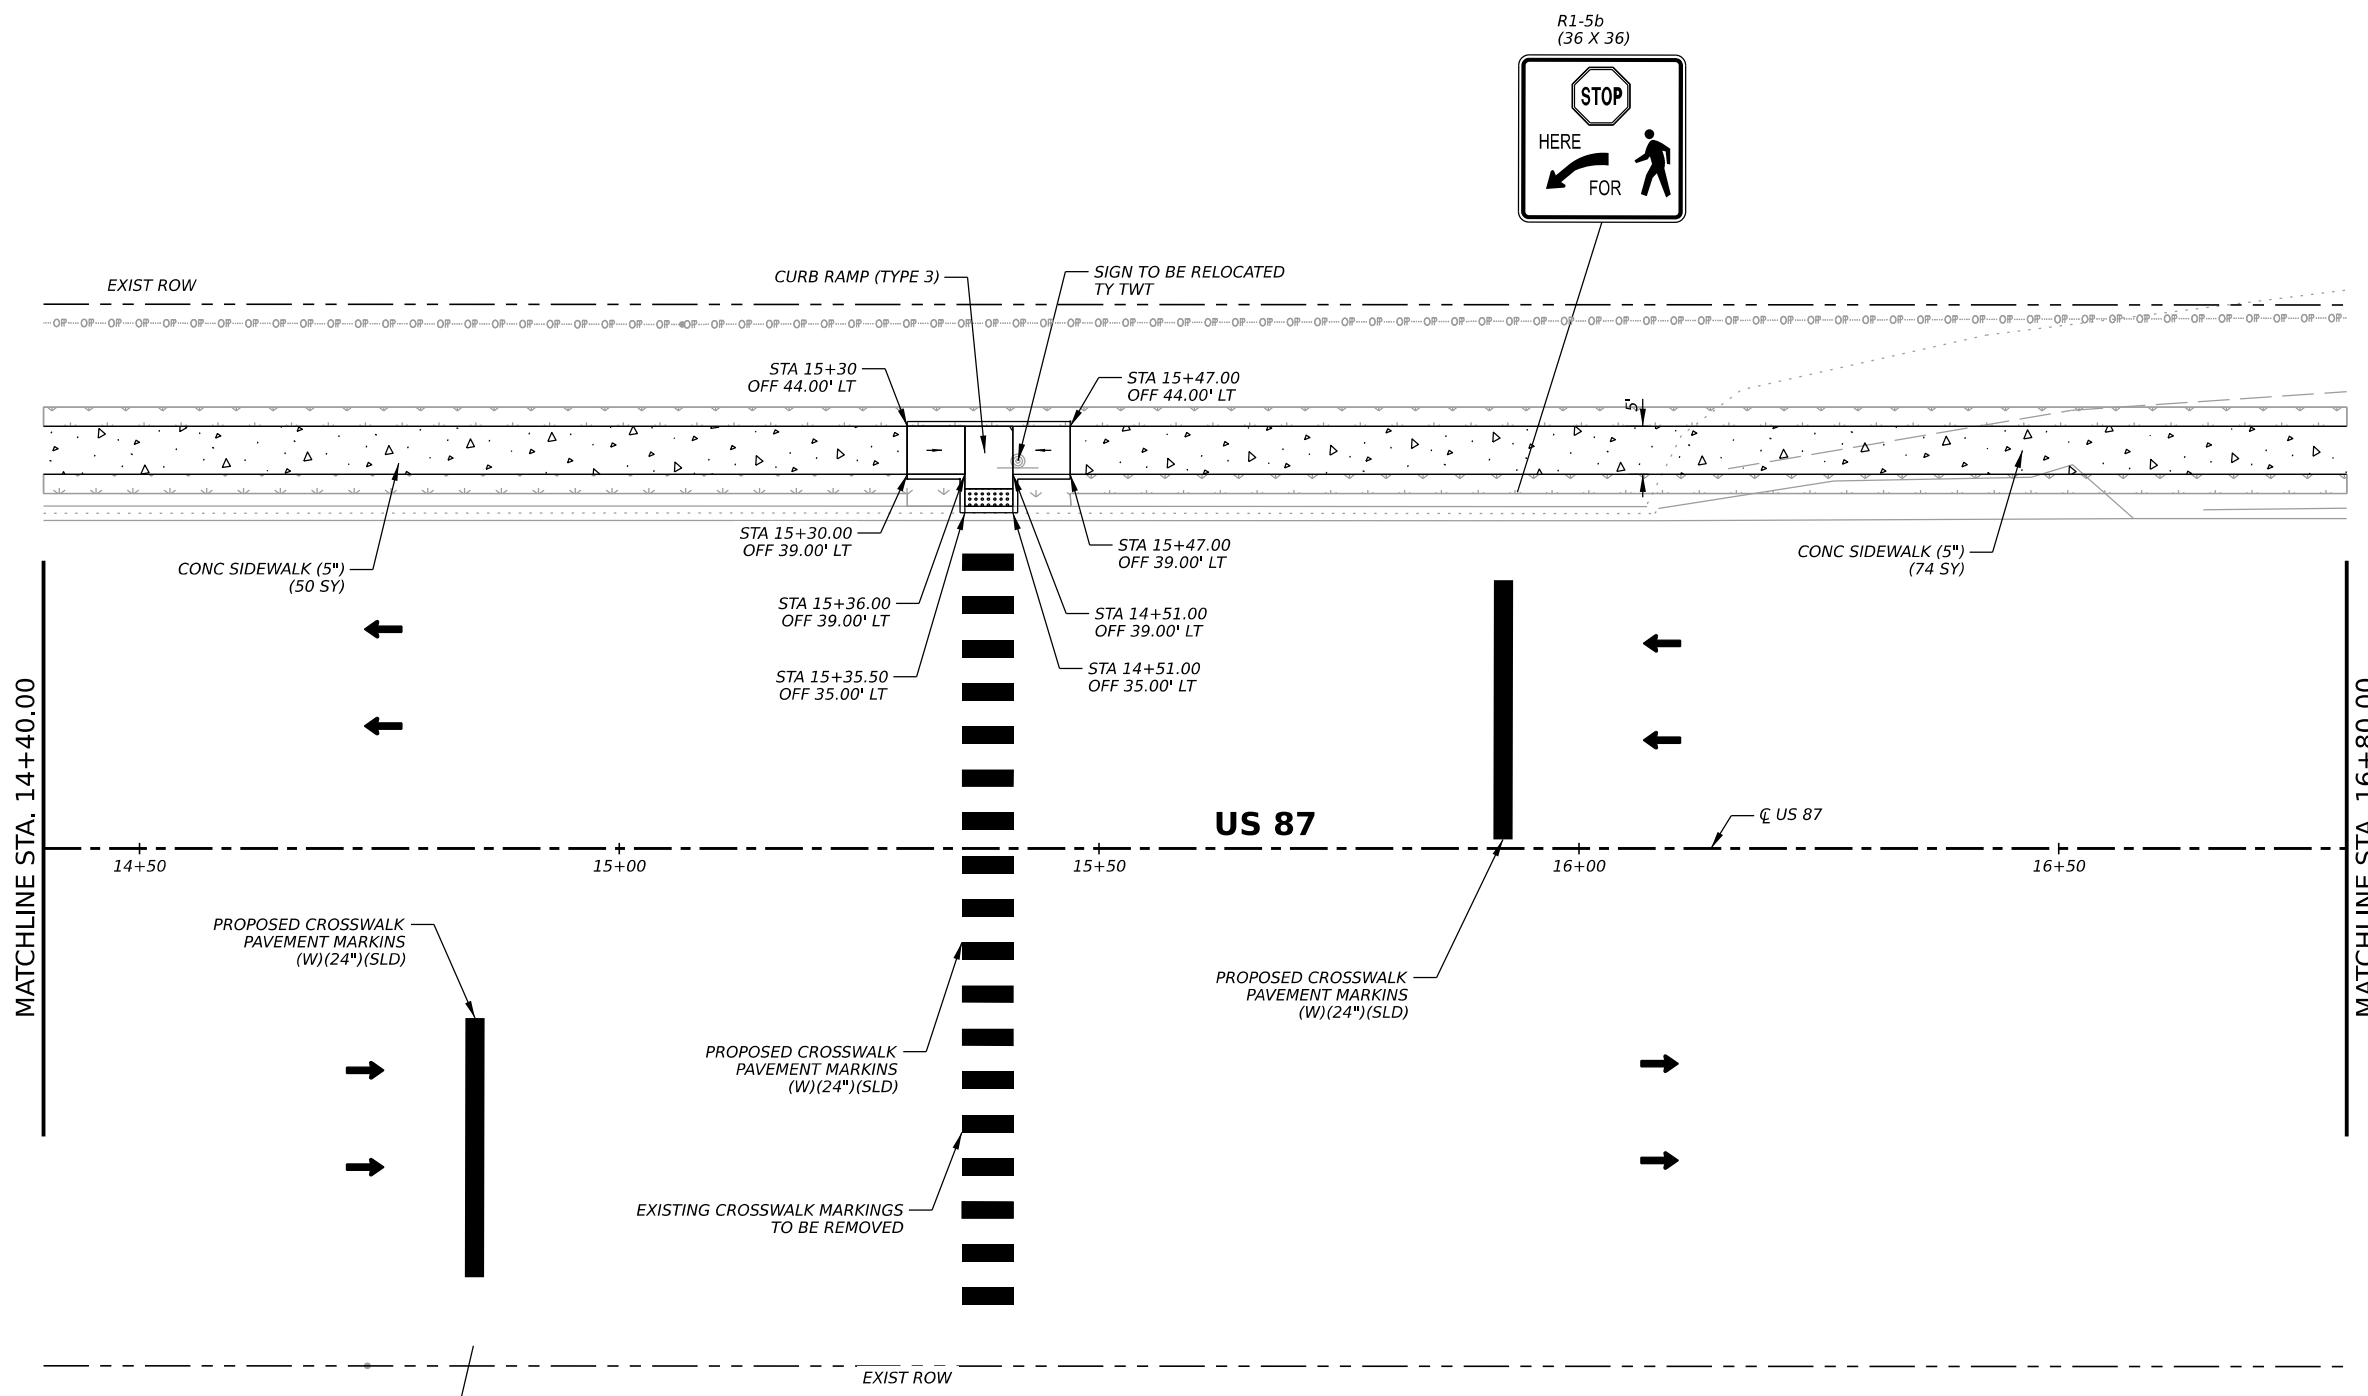 R1-5b
(36 X 36)
STOP
HERE
FOR
EXIST ROW
CURB RAMP (TYPE 3)
SIGN TO BE RELOCATED
TY TWT
STA 15+30
OFF 44.00' LT
STA 15+47.00
OFF 44.00' LT
5'
STA 15+30.00
OFF 39.00' LT
STA 15+47.00
OFF 39.00' LT
CONC SIDEWALK (5")
(50 SY)
CONC SIDEWALK (5")
(74 SY)
STA 15+36.00
OFF 39.00' LT
STA 14+51.00
OFF 39.00' LT
STA 15+35.50
OFF 35.00' LT
STA 14+51.00
OFF 35.00' LT
MATCHLINE STA. 14+40.00
MATCHLINE STA. 16+80.00
US 87
℄ US 87
14+50
15+00
15+50
16+00
16+50
PROPOSED CROSSWALK
PAVEMENT MARKINS
(W)(24")(SLD)
PROPOSED CROSSWALK
PAVEMENT MARKINS
(W)(24")(SLD)
PROPOSED CROSSWALK
PAVEMENT MARKINS
(W)(24")(SLD)
EXISTING CROSSWALK MARKINGS
TO BE REMOVED
EXIST ROW